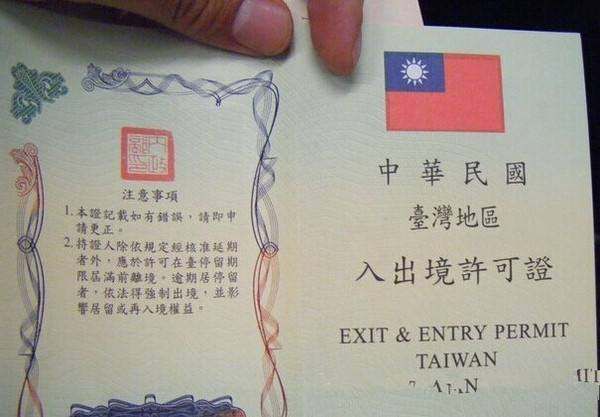 注意事項
1. 本證記載如有錯誤，請即申
請更正。
2. 持證人除依規定經核准延期
者外，應於許可在臺停留期
限屆滿前離境。逾期居停留
者，依法得強制出境，並影
響居留或再入境權益。
中華民國
臺灣地區
入出境許可證
EXIT & ENTRY PERMIT
TAIWAN